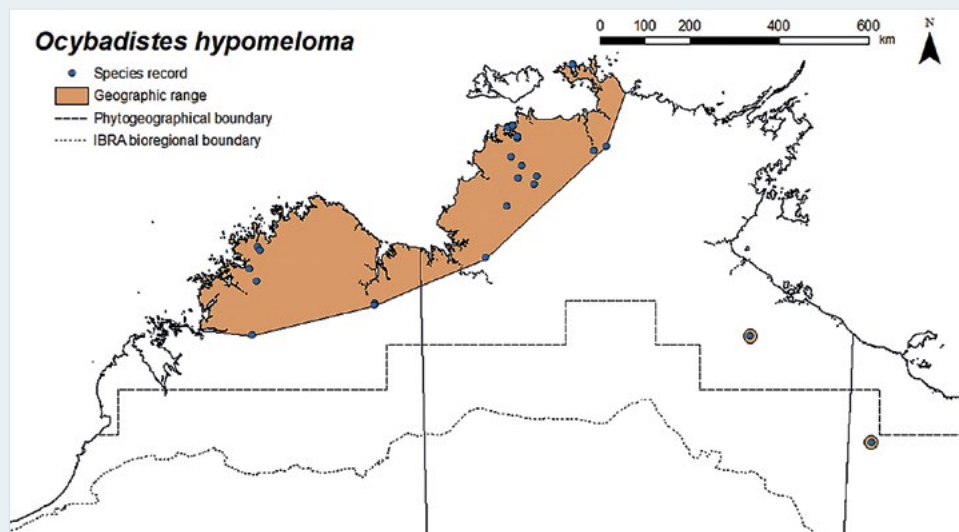 Ocybadistes hypomeloma
Species record
Geographic range
Phytogeographical boundary
IBRA bioregional boundary
0 100 200 400 600
km
N